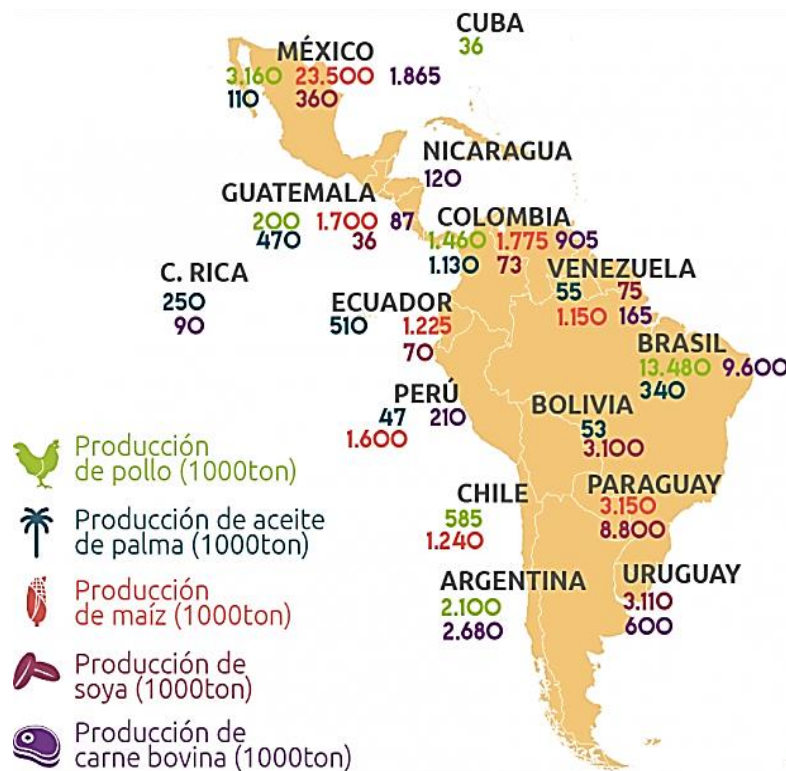 CUBA
36
MÉXICO
3.160 23.500 1.865
110 360
NICARAGUA
120
GUATEMALA
200 1.700 87
470 36
COLOMBIA
1.460 1.775 905
1.130 73
C. RICA
250
90
VENEZUELA
55 75
1.150 165
ECUADOR
510 1.225
70
BRASIL
13.480 9.600
340
PERÚ
47 210
1.600
BOLIVIA
53
3.100
CHILE
585
1.240
PARAGUAY
3.150
8.800
ARGENTINA
2.100
2.680
URUGUAY
3.110
600
Producción
de pollo (1000ton)
Producción de aceite
de palma (1000ton)
Producción
de maíz (1000ton)
Producción de
soya (1000ton)
Producción de
carne bovina (1000ton)